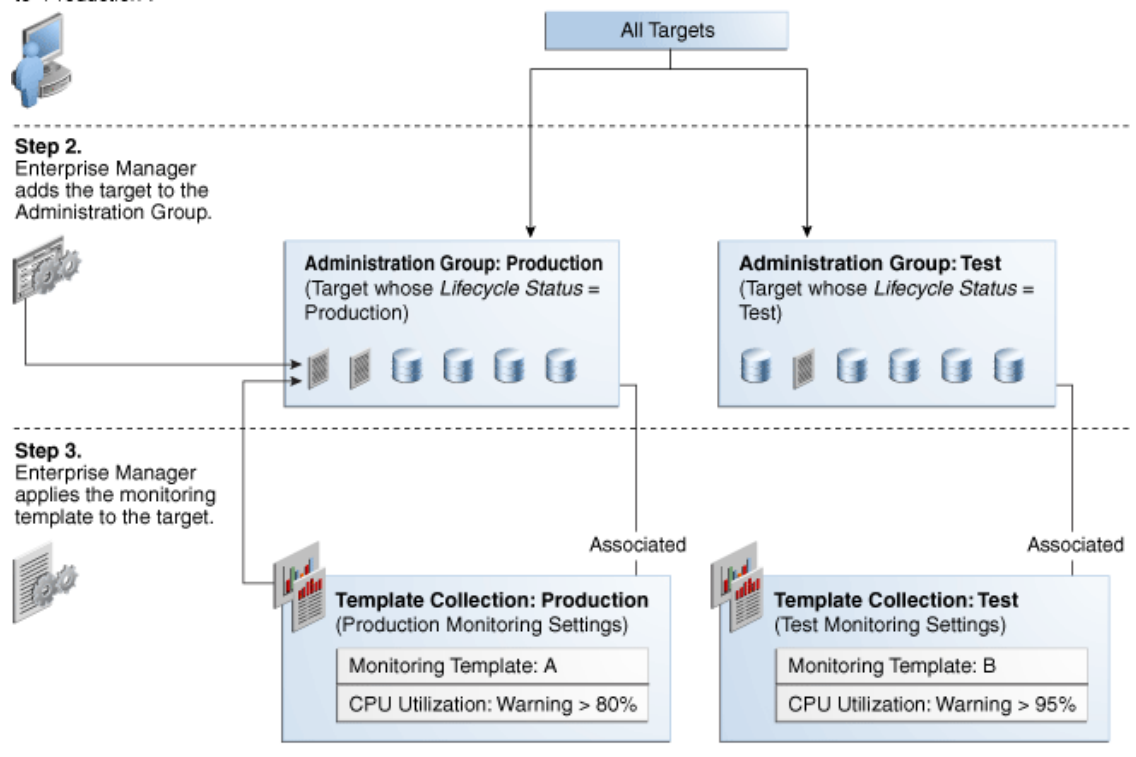 All Targets
Step 2.
Enterprise Manager
adds the target to the
Administration Group.
Administration Group: Production
(Target whose Lifecycle Status =
Production)
Administration Group: Test
(Target whose Lifecycle Status =
Test)
Step 3.
Enterprise Manager
applies the monitoring
template to the target.
Associated
Associated
Template Collection: Production
(Production Monitoring Settings)
Monitoring Template: A
CPU Utilization: Warning > 80%
Template Collection: Test
(Test Monitoring Settings)
Monitoring Template: B
CPU Utilization: Warning > 95%